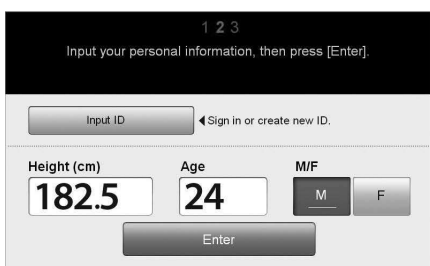 1 2 3
Input your personal information, then press [Enter].
Input ID ◀ Sign in or create new ID.
Height (cm) Age M/F
182.5 24 M F
Enter